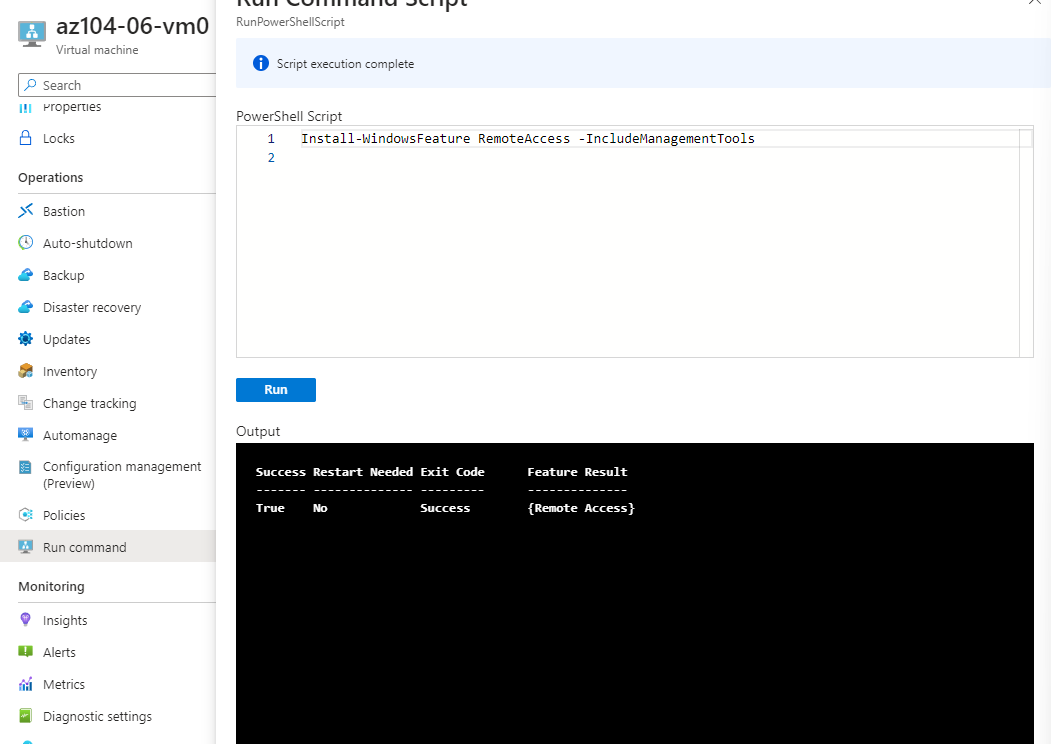 az104-06-vm0
Virtual machine
Search
Properties
Locks
Operations
Bastion
Auto-shutdown
Backup
Disaster recovery
Updates
Inventory
Change tracking
Automanage
Configuration management
(Preview)
Policies
Run command
Monitoring
Insights
Alerts
Metrics
Diagnostic settings
Run Command Script
RunPowerShellScript
Script execution complete
PowerShell Script
1 Install-WindowsFeature RemoteAccess -IncludeManagementTools
2
Run
Output
Success Restart Needed Exit Code Feature Result
------- -------------- --------- --------------
True No Success {Remote Access}